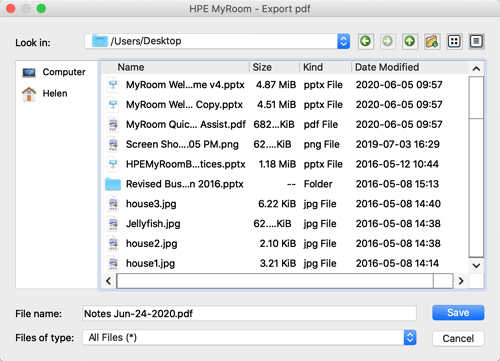 HPE MyRoom - Export pdf
Look in: /Users/Desktop
Computer
Helen
Name Size Kind Date Modified
MyRoom Wel...me v4.pptx 4.87 MiB pptx File 2020-06-05 09:57
MyRoom Wel... Copy.pptx 4.51 MiB pptx File 2020-06-05 09:57
MyRoom Quic... Assist.pdf 682...KiB pdf File 2020-06-05 09:57
Screen Sho....05 PM.png 62....KiB png File 2019-07-03 16:29
HPEMyRoomB...tices.pptx 1.18 MiB pptx File 2016-05-12 10:44
Revised Bus...n 2016.pptx -- Folder 2016-05-08 15:13
house3.jpg 6.22 KiB jpg File 2016-05-08 14:40
Jellyfish.jpg 62....KiB jpg File 2016-05-08 14:38
house2.jpg 2.10 KiB jpg File 2016-05-08 14:38
house1.jpg 3.21 KiB jpg File 2016-05-08 14:14
File name: Notes Jun-24-2020.pdf Save
Files of type: All Files (*) Cancel